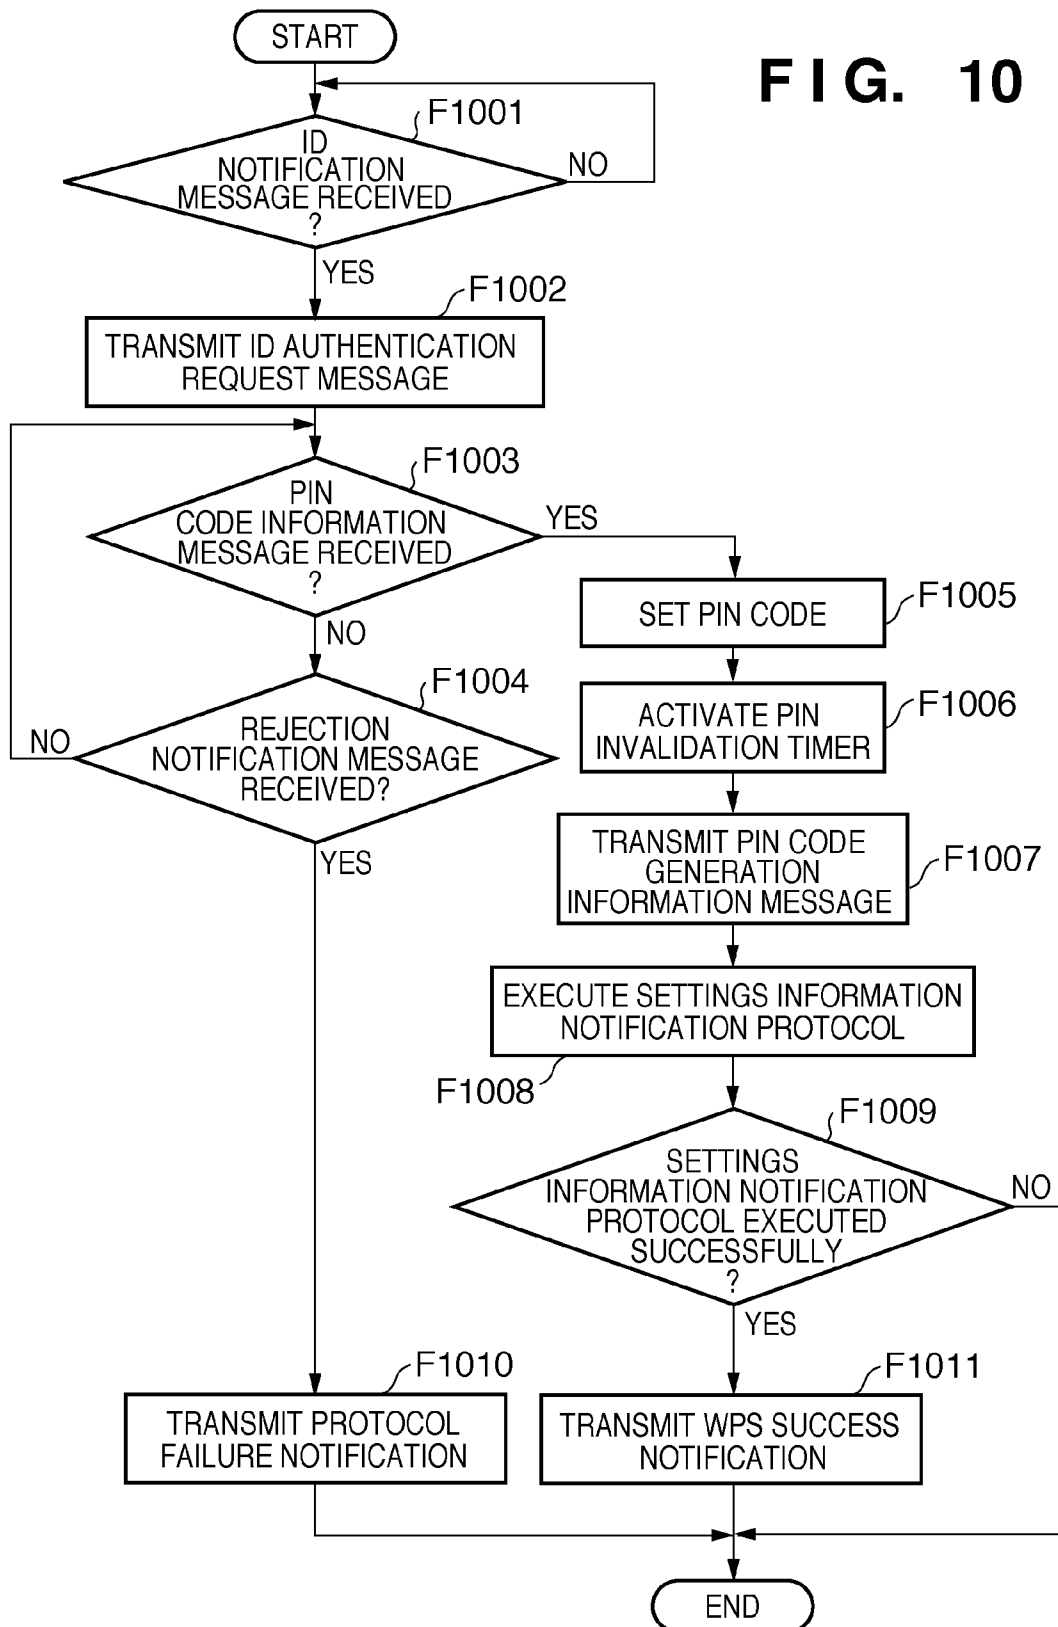 START
FIG. 10
F1001
ID
NOTIFICATION
MESSAGE RECEIVED
?
NO
YES
F1002
TRANSMIT ID AUTHENTICATION
REQUEST MESSAGE
F1003
PIN
CODE INFORMATION
MESSAGE RECEIVED
?
YES
NO
F1005
SET PIN CODE
F1004
REJECTION
NOTIFICATION MESSAGE
RECEIVED?
NO
YES
F1006
ACTIVATE PIN
INVALIDATION TIMER
TRANSMIT PIN CODE
GENERATION
INFORMATION MESSAGE
F1007
EXECUTE SETTINGS INFORMATION
NOTIFICATION PROTOCOL
F1008
F1009
SETTINGS
INFORMATION NOTIFICATION
PROTOCOL EXECUTED
SUCCESSFULLY
?
NO
YES
F1010
TRANSMIT PROTOCOL
FAILURE NOTIFICATION
F1011
TRANSMIT WPS SUCCESS
NOTIFICATION
END